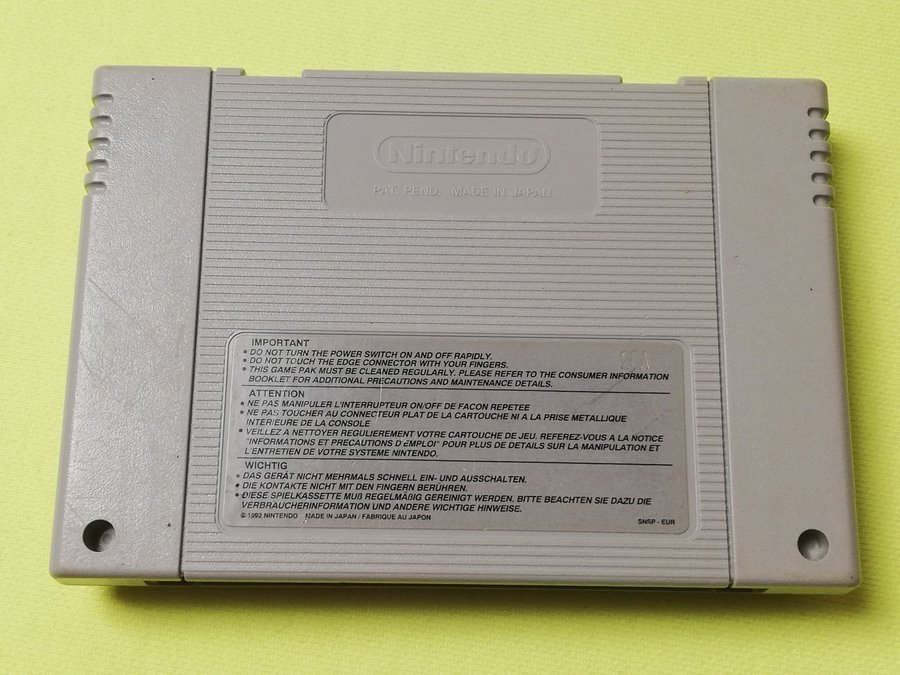 Nintendo
PAT. PEND. MADE IN JAPAN
IMPORTANT
• DO NOT TURN THE POWER SWITCH ON AND OFF RAPIDLY.
• DO NOT TOUCH THE EDGE CONNECTOR WITH YOUR FINGERS.
• THIS GAME PAK MUST BE CLEANED REGULARLY. PLEASE REFER TO THE CONSUMER INFORMATION
BOOKLET FOR ADDITIONAL PRECAUTIONS AND MAINTENANCE DETAILS.
ATTENTION
• NE PAS MANIPULER L'INTERRUPTEUR ON/OFF DE FACON REPETEE
• NE PAS TOUCHER AU CONNECTEUR PLAT DE LA CARTOUCHE NI A LA PRISE METALLIQUE
INTERIEURE DE LA CONSOLE
• VEILLEZ A NETTOYER REGULIEREMENT VOTRE CARTOUCHE DE JEU. REFEREZ-VOUS A LA NOTICE
"INFORMATIONS ET PRECAUTIONS D'éMPLOI" POUR PLUS DE DETAILS SUR LA MANIPULATION ET
L'ENTRETIEN DE VOTRE SYSTEME NINTENDO.
WICHTIG
• DAS GERÄT NICHT MEHRMALS SCHNELL EIN- UND AUSSCHALTEN.
• DIE KONTAKTE NICHT MIT DEN FINGERN BERÜHREN.
• DIESE SPIELKASSETTE MUß REGELMÄßIG GEREINIGT WERDEN. BITTE BEACHTEN SIE DAZU DIE
VERBRAUCHERINFORMATION UND ANDERE WICHTIGE HINWEISE.
© 1992 NINTENDO MADE IN JAPAN / FABRIQUE AU JAPON SNSP - EUR